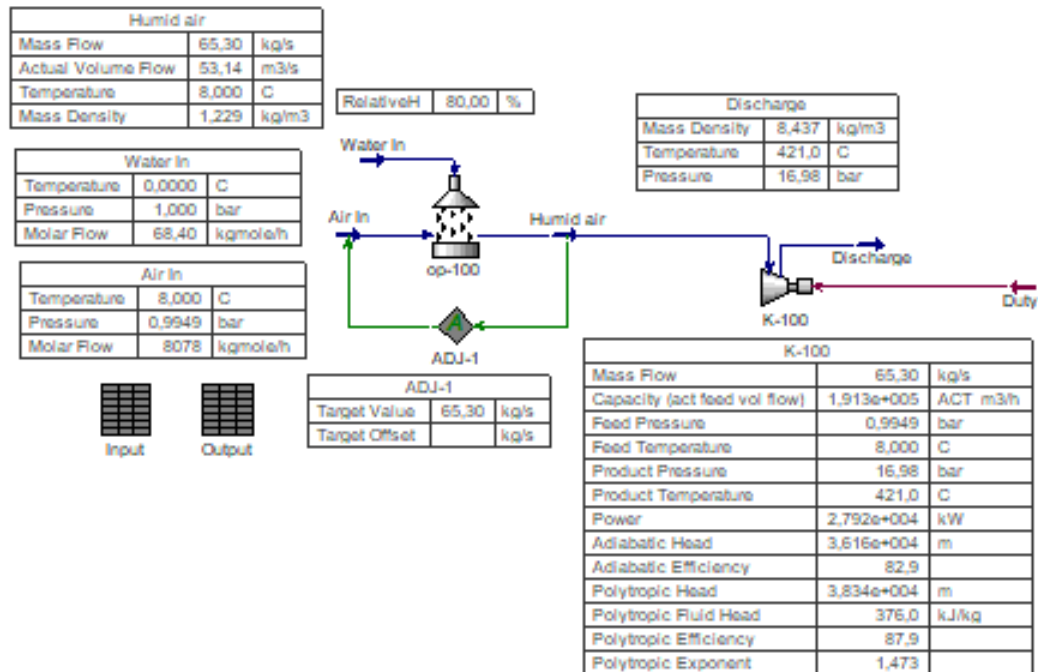 Humid air
Mass Flow 65,30 kg/s
Actual Volume Flow 53,14 m3/s
Temperature 8,000 C
Mass Density 1,229 kg/m3
RelativeH 80,00 %
Discharge
Mass Density 8,437 kg/m3
Temperature 421,0 C
Pressure 16,98 bar
Water In
Water In
Temperature 0,0000 C
Pressure 1,000 bar
Molar Flow 68,40 kgmole/h
Air In
Humid air
op-100
Discharge
Duty
K-100
Air In
Temperature 8,000 C
Pressure 0,9949 bar
Molar Flow 8078 kgmole/h
A
ADJ-1
ADJ-1
Target Value 65,30 kg/s
Target Offset kg/s
Input
Output
K-100
Mass Flow 65,30 kg/s
Capacity (act feed vol flow) 1,913e+005 ACT m3/h
Feed Pressure 0,9949 bar
Feed Temperature 8,000 C
Product Pressure 16,98 bar
Product Temperature 421,0 C
Power 2,792e+004 kW
Adiabatic Head 3,616e+004 m
Adiabatic Efficiency 82,9
Polytropic Head 3,834e+004 m
Polytropic Fluid Head 376,0 kJ/kg
Polytropic Efficiency 87,9
Polytropic Exponent 1,473